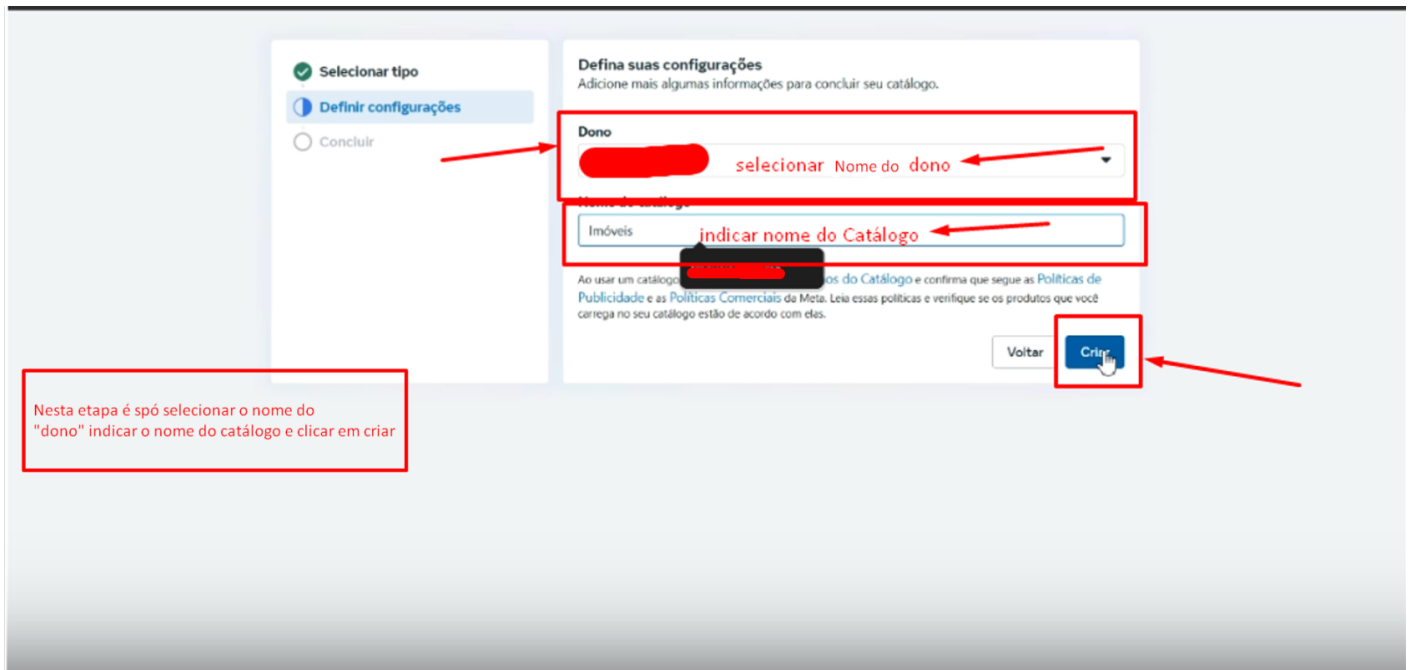 Selecionar tipo
Definir configurações
Concluir
Defina suas configurações
Adicione mais algumas informações para concluir seu catálogo.
Dono
selecionar Nome do dono
Nome do catálogo
Imóveis
indicar nome do Catálogo
Ao usar um catálogo os do Catálogo e confirma que segue as Políticas de
Publicidade e as Políticas Comerciais da Meta. Leia essas políticas e verifique se os produtos que você
carrega no seu catálogo estão de acordo com elas.
Voltar
Criar
Nesta etapa é spó selecionar o nome do
"dono" indicar o nome do catálogo e clicar em criar